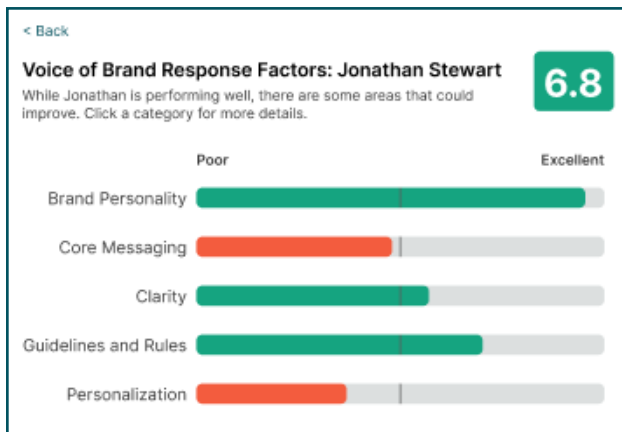 < Back
Voice of Brand Response Factors: Jonathan Stewart
6.8
While Jonathan is performing well, there are some areas that could
improve. Click a category for more details.
Poor
Excellent
Brand Personality
Core Messaging
Clarity
Guidelines and Rules
Personalization